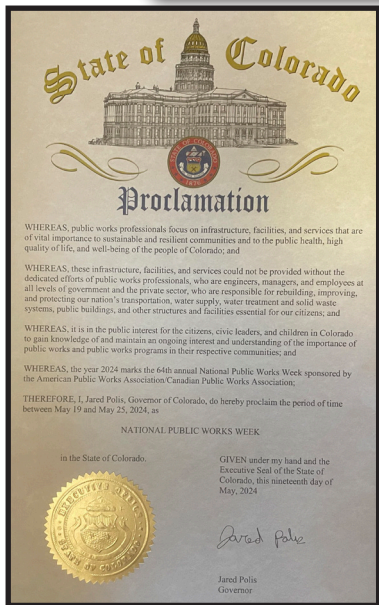 State of Colorado
STATE OF COLORADO
1876
Proclamation
WHEREAS, public works professionals focus on infrastructure, facilities, and services that are
of vital importance to sustainable and resilient communities and to the public health, high
quality of life, and well-being of the people of Colorado; and
WHEREAS, these infrastructure, facilities, and services could not be provided without the
dedicated efforts of public works professionals, who are engineers, managers, and employees at
all levels of government and the private sector, who are responsible for rebuilding, improving,
and protecting our nation's transportation, water supply, water treatment and solid waste
systems, public buildings, and other structures and facilities essential for our citizens; and
WHEREAS, it is in the public interest for the citizens, civic leaders, and children in Colorado
to gain knowledge of and maintain an ongoing interest and understanding of the importance of
public works and public works programs in their respective communities; and
WHEREAS, the year 2024 marks the 64th annual National Public Works Week sponsored by
the American Public Works Association/Canadian Public Works Association;
THEREFORE, I, Jared Polis, Governor of Colorado, do hereby proclaim the period of time
between May 19 and May 25, 2024, as
NATIONAL PUBLIC WORKS WEEK
in the State of Colorado.
GIVEN under my hand and the
Executive Seal of the State of
Colorado, this nineteenth day of
May, 2024
EXECUTIVE OFFICE
STATE OF COLORADO
Jared Polis
Jared Polis
Governor